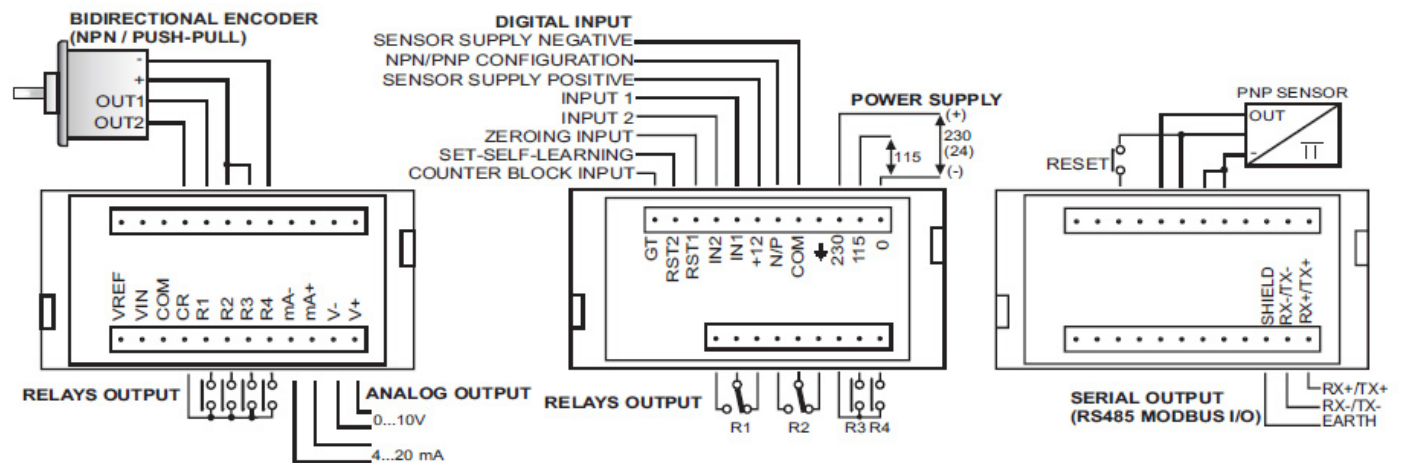 BIDIRECTIONAL ENCODER
(NPN / PUSH-PULL)
-
+
OUT1
OUT2
VREF
VIN
COM
CR
R1
R2
R3
R4
mA-
mA+
V-
V+
RELAYS OUTPUT
ANALOG OUTPUT
0...10V
4...20 mA
DIGITAL INPUT
SENSOR SUPPLY NEGATIVE
NPN/PNP CONFIGURATION
SENSOR SUPPLY POSITIVE
INPUT 1
INPUT 2
ZEROING INPUT
SET-SELF-LEARNING
COUNTER BLOCK INPUT
POWER SUPPLY
(+)
230
(24)
(-)
115
GT
RST2
RST1
IN2
IN1
+12
N/P
COM
230
115
0
RELAYS OUTPUT
R1
R2
R3 R4
PNP SENSOR
OUT
-
RESET
SHIELD
RX-/TX-
RX+/TX+
SERIAL OUTPUT
(RS485 MODBUS I/O)
RX+/TX+
RX-/TX-
EARTH